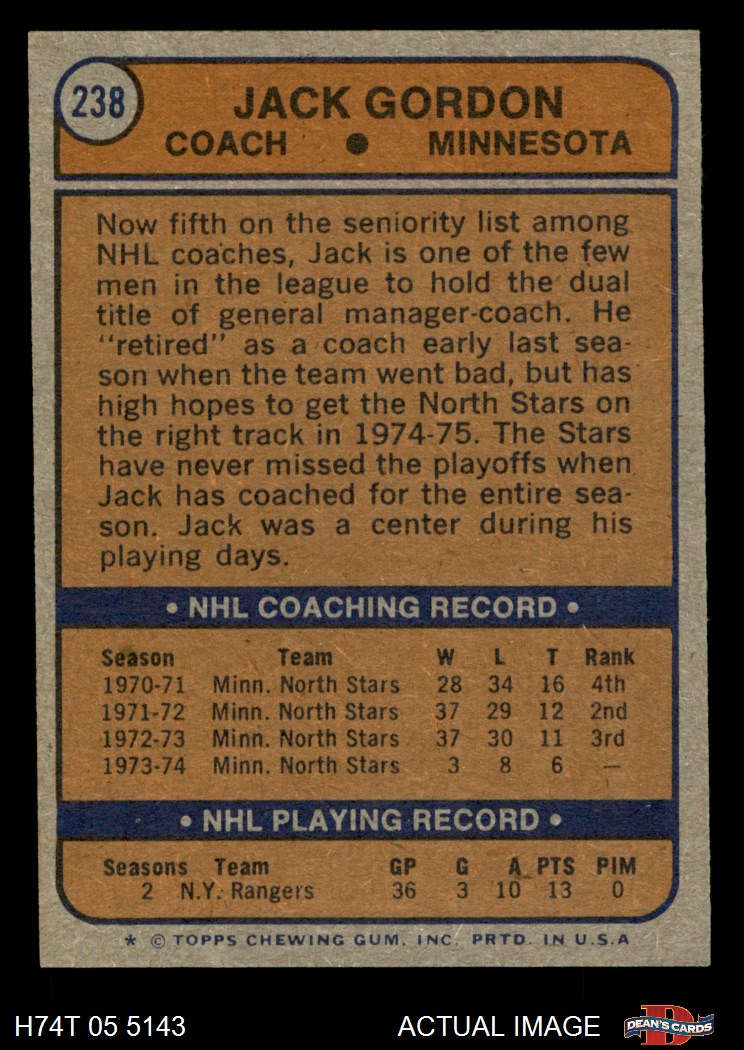 238
JACK GORDON
COACH ● MINNESOTA
Now fifth on the seniority list among
NHL coaches, Jack is one of the few
men in the league to hold the dual
title of general manager-coach. He
"retired" as a coach early last sea-
son when the team went bad, but has
high hopes to get the North Stars on
the right track in 1974-75. The Stars
have never missed the playoffs when
Jack has coached for the entire sea-
son. Jack was a center during his
playing days.
• NHL COACHING RECORD •
Season Team W L T Rank
1970-71 Minn. North Stars 28 34 16 4th
1971-72 Minn. North Stars 37 29 12 2nd
1972-73 Minn. North Stars 37 30 11 3rd
1973-74 Minn. North Stars 3 8 6 —
• NHL PLAYING RECORD •
Seasons Team GP G A PTS PIM
2 N.Y. Rangers 36 3 10 13 0
* © TOPPS CHEWING GUM, INC. PRTD. IN U.S.A
H74T 05 5143 ACTUAL IMAGE
DEAN'S CARDS